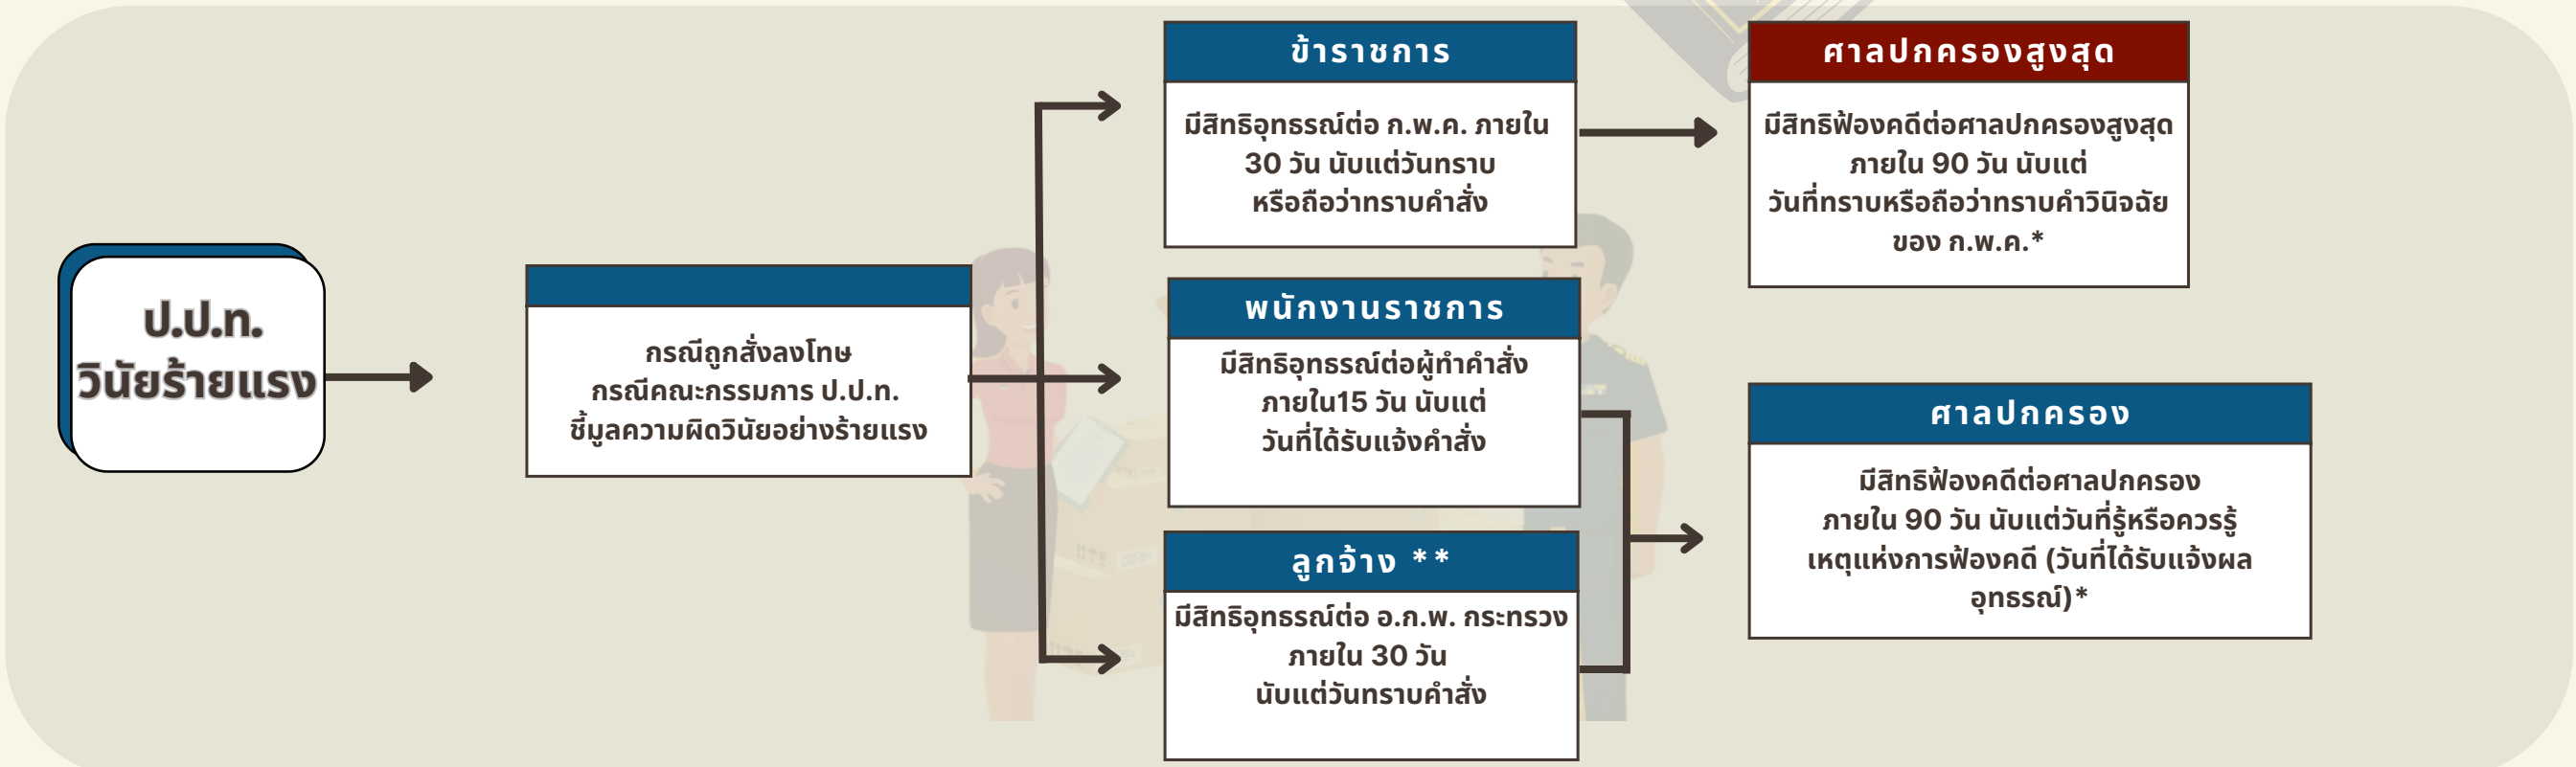 ป.ป.ท.
วินัยร้ายแรง
กรณีถูกสั่งลงโทษ
กรณีคณะกรรมการ ป.ป.ท.
ชี้มูลความผิดวินัยอย่างร้ายแรง
ข้าราชการ
มีสิทธิอุทธรณ์ต่อ ก.พ.ค. ภายใน
30 วัน นับแต่วันทราบ
หรือถือว่าทราบคำสั่ง
ศาลปกครองสูงสุด
มีสิทธิฟ้องคดีต่อศาลปกครองสูงสุด
ภายใน 90 วัน นับแต่
วันที่ทราบหรือถือว่าทราบคำวินิจฉัย
ของ ก.พ.ค.*
พนักงานราชการ
มีสิทธิอุทธรณ์ต่อผู้ทำคำสั่ง
ภายใน15 วัน นับแต่
วันที่ได้รับแจ้งคำสั่ง
ลูกจ้าง **
มีสิทธิอุทธรณ์ต่อ อ.ก.พ. กระทรวง
ภายใน 30 วัน
นับแต่วันทราบคำสั่ง
ศาลปกครอง
มีสิทธิฟ้องคดีต่อศาลปกครอง
ภายใน 90 วัน นับแต่วันที่รู้หรือควรรู้
เหตุแห่งการฟ้องคดี (วันที่ได้รับแจ้งผล
อุทธรณ์)*